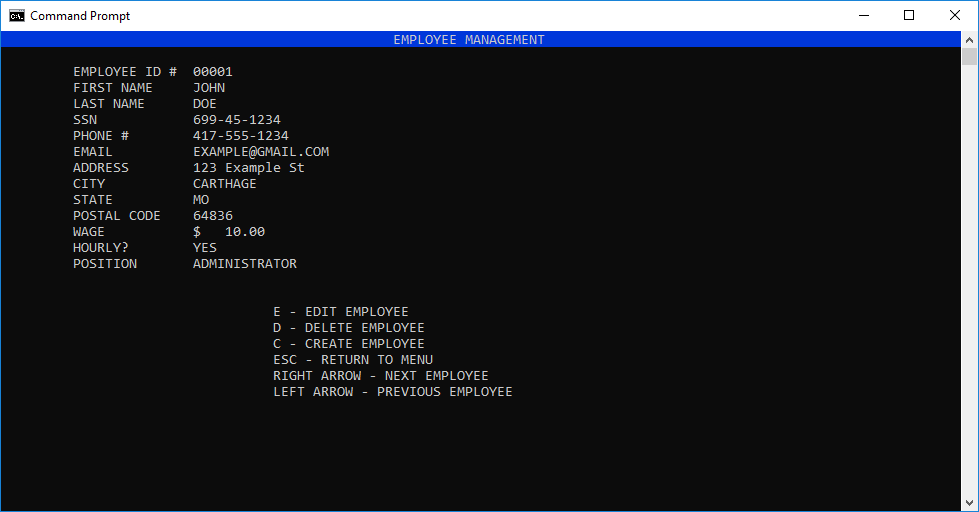 Command Prompt
EMPLOYEE MANAGEMENT
EMPLOYEE ID # 00001
FIRST NAME JOHN
LAST NAME DOE
SSN 699-45-1234
PHONE # 417-555-1234
EMAIL EXAMPLE@GMAIL.COM
ADDRESS 123 Example St
CITY CARTHAGE
STATE MO
POSTAL CODE 64836
WAGE $ 10.00
HOURLY? YES
POSITION ADMINISTRATOR
E - EDIT EMPLOYEE
D - DELETE EMPLOYEE
C - CREATE EMPLOYEE
ESC - RETURN TO MENU
RIGHT ARROW - NEXT EMPLOYEE
LEFT ARROW - PREVIOUS EMPLOYEE